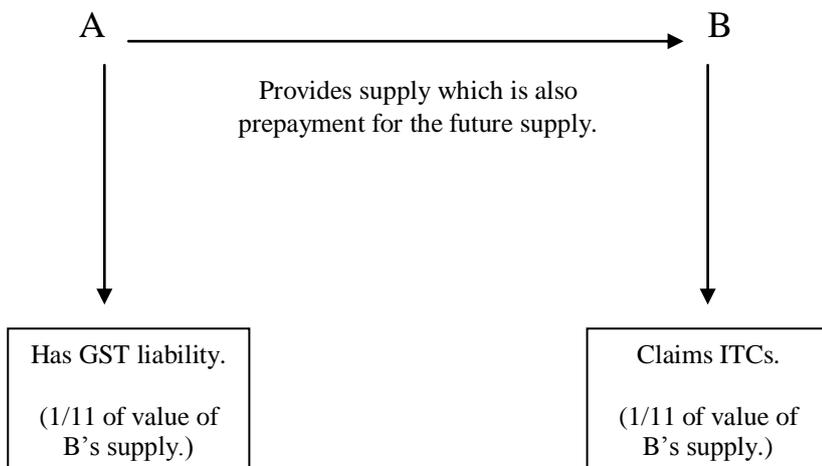 A
B
Provides supply which is also
prepayment for the future supply.
Has GST liability.
(1/11 of value of
B's supply.)
Claims ITCs.
(1/11 of value of
B's supply.)